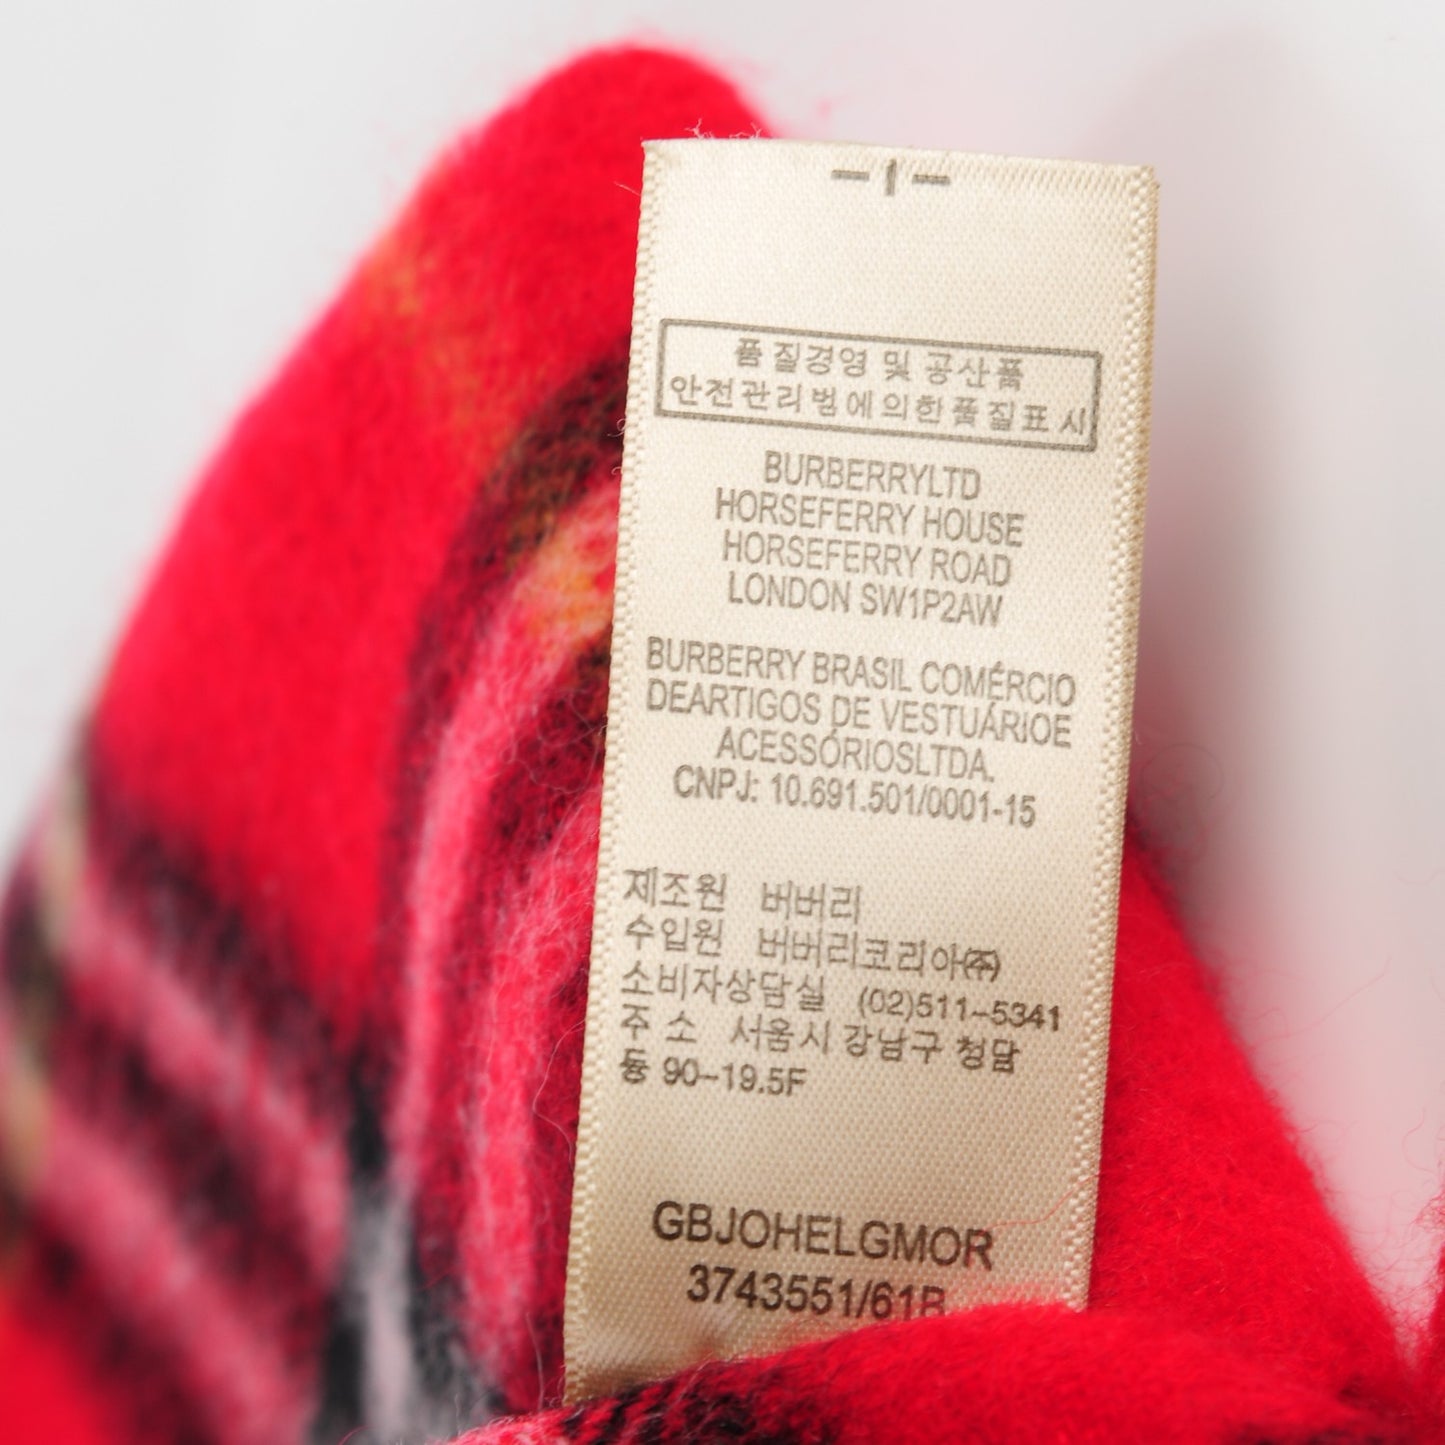 품질경영 및 공산품
안전관리법에의한품질표시
BURBERRYLTD
HORSEFERRY HOUSE
HORSEFERRY ROAD
LONDON SW1P2AW
BURBERRY BRASIL COMÉRCIO
DEARTIGOS DE VESTUÁRIOE
ACESSÓRIOSLTDA.
CNPJ: 10.691.501/0001-15
제조원 버버리
수입원 버버리코리아㈜
소비자상담실 (02)511-5341
주 소 서울시 강남구 청담
동 90-19.5F
GBJOHELGMOR
3743551/61B